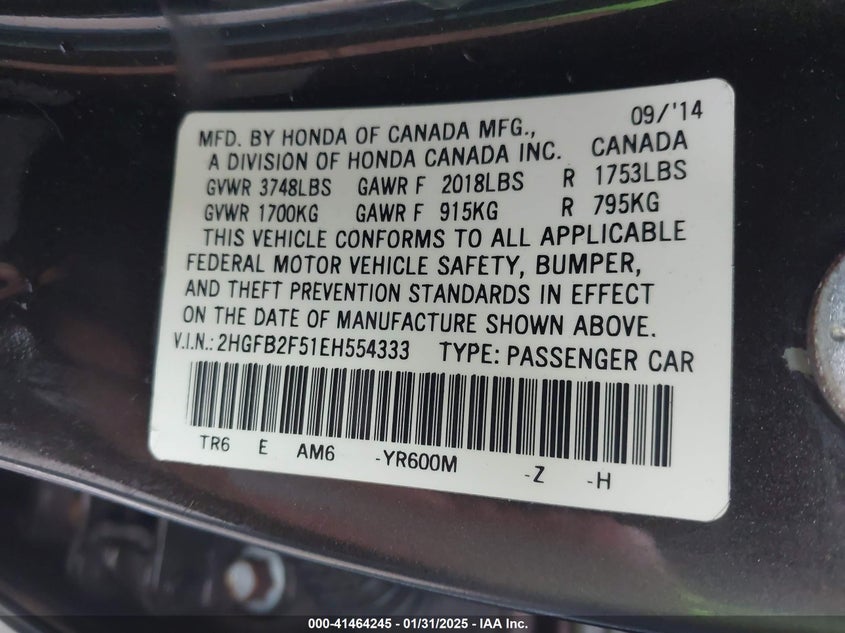 09/'14
MFD. BY HONDA OF CANADA MFG.,
A DIVISION OF HONDA CANADA INC. CANADA
GVWR 3748LBS GAWR F 2018LBS R 1753LBS
GVWR 1700KG GAWR F 915KG R 795KG
THIS VEHICLE CONFORMS TO ALL APPLICABLE
FEDERAL MOTOR VEHICLE SAFETY, BUMPER,
AND THEFT PREVENTION STANDARDS IN EFFECT
ON THE DATE OF MANUFACTURE SHOWN ABOVE.
V.I.N.: 2HGFB2F51EH554333 TYPE: PASSENGER CAR
TR6 E AM6 -YR600M -Z -H
000-41464245 - 01/31/2025 - IAA Inc.